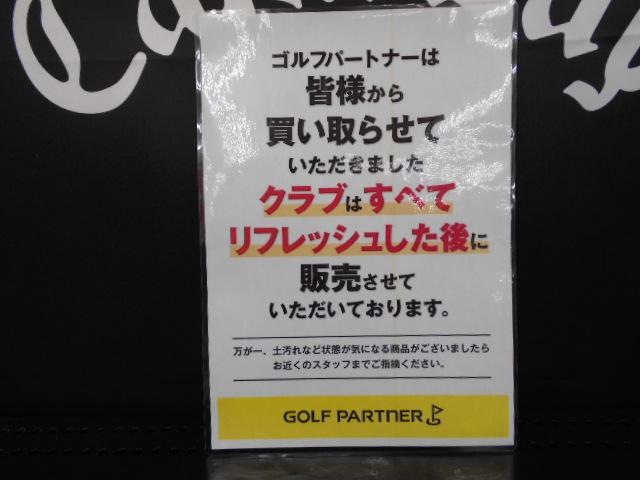 ゴルフパートナーは
皆様から
買い取らせて
いただきました
クラブはすべて
リフレッシュした後に
販売させて
いただいております。
万が一、土汚れなど状態が気になる商品がございましたら
お近くのスタッフまでご指摘ください。
GOLF PARTNER